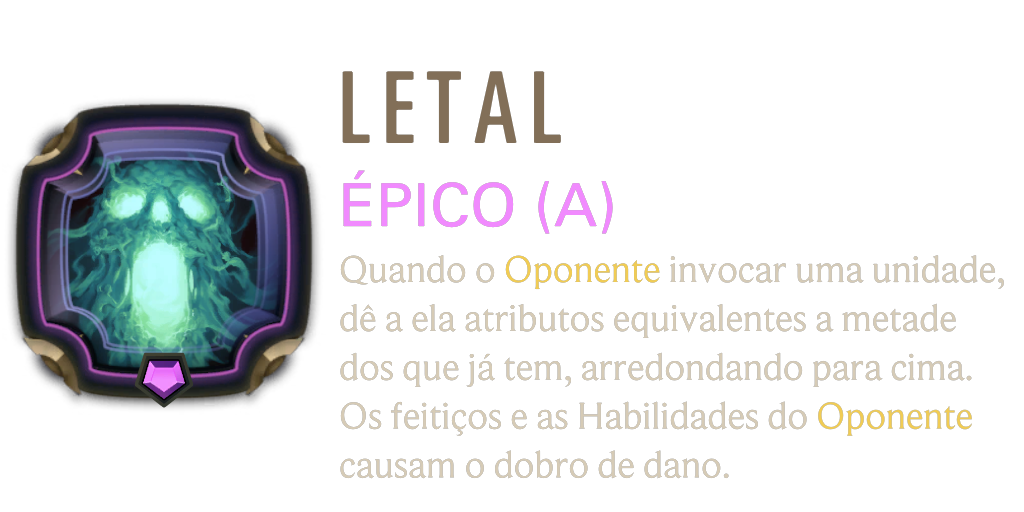 LETAL
ÉPICO (A)
Quando o Oponente invocar uma unidade,
dê a ela atributos equivalentes a metade
dos que já tem, arredondando para cima.
Os feitiços e as Habilidades do Oponente
causam o dobro de dano.